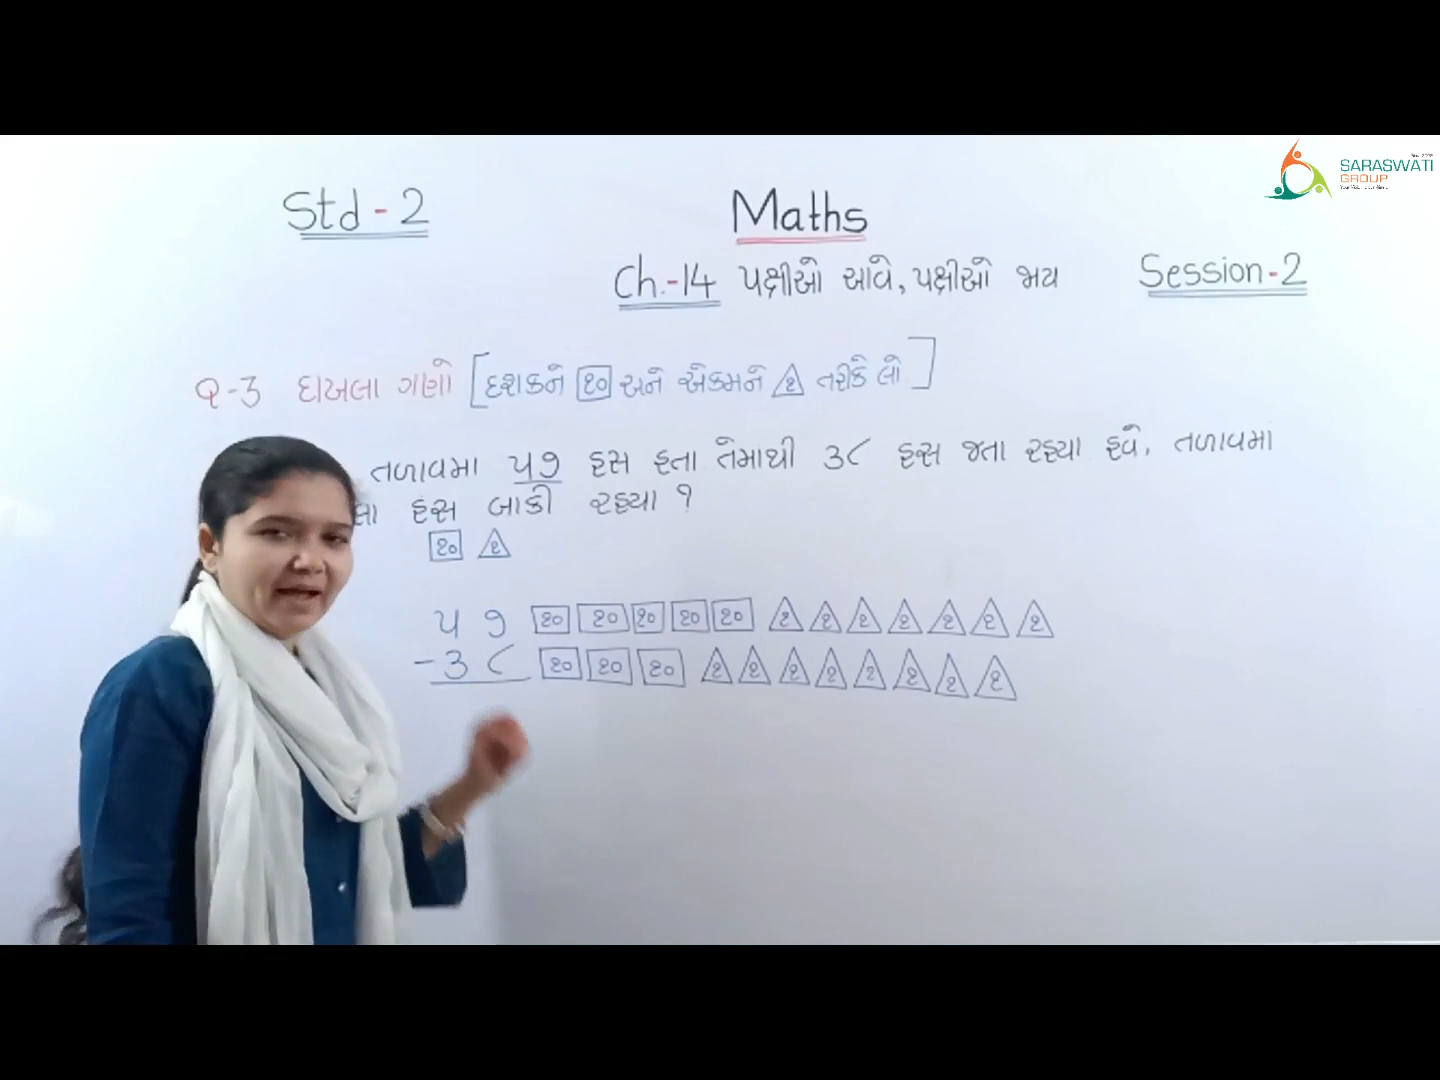 SARASWATI
GROUP
Std - 2
Maths
Ch.-14 પક્ષીઓ આવે, પક્ષીઓ જાય
Session - 2
Q-3 દાખલા ગણો [દશકને ૧૦ અને એકમને ૧ તરીકે લો]
તળાવમા ૫૭ હસ હતા તેમાથી ૩૮ હસ જતા રહ્યા હવે, તળાવમાં
લા હંસ બાકી રહ્યા ?
૧૦ ૧
૫ ૭ ૧૦ ૧૦ ૧૦ ૧૦ ૧૦ ૧ ૧ ૧ ૧ ૧ ૧ ૧
- ૩ ૮ ૧૦ ૧૦ ૧૦ ૧ ૧ ૧ ૧ ૧ ૧ ૧ ૧